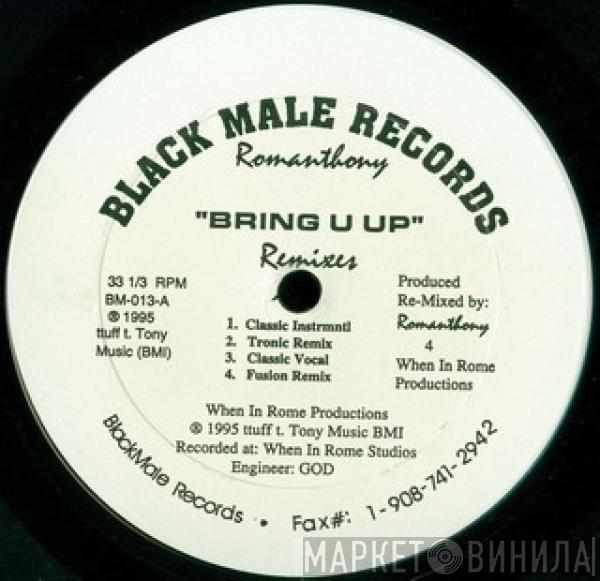 BLACK MALE RECORDS
Romanthony
"BRING U UP"
Remixes
33 1/3 RPM
BM-013-A
℗ 1995
ttuff t. Tony
Music (BMI)
1. Classic Instrmntl
2. Tronic Remix
3. Classic Vocal
4. Fusion Remix
Produced
Re-Mixed by:
Romanthony
4
When In Rome
Productions
When In Rome Productions
℗ 1995 ttuff t. Tony Music BMI
Recorded at: When In Rome Studios
Engineer: GOD
BlackMale Records • Fax#: 1-908-741-2942
МАРКЕТ ВИНИЛА